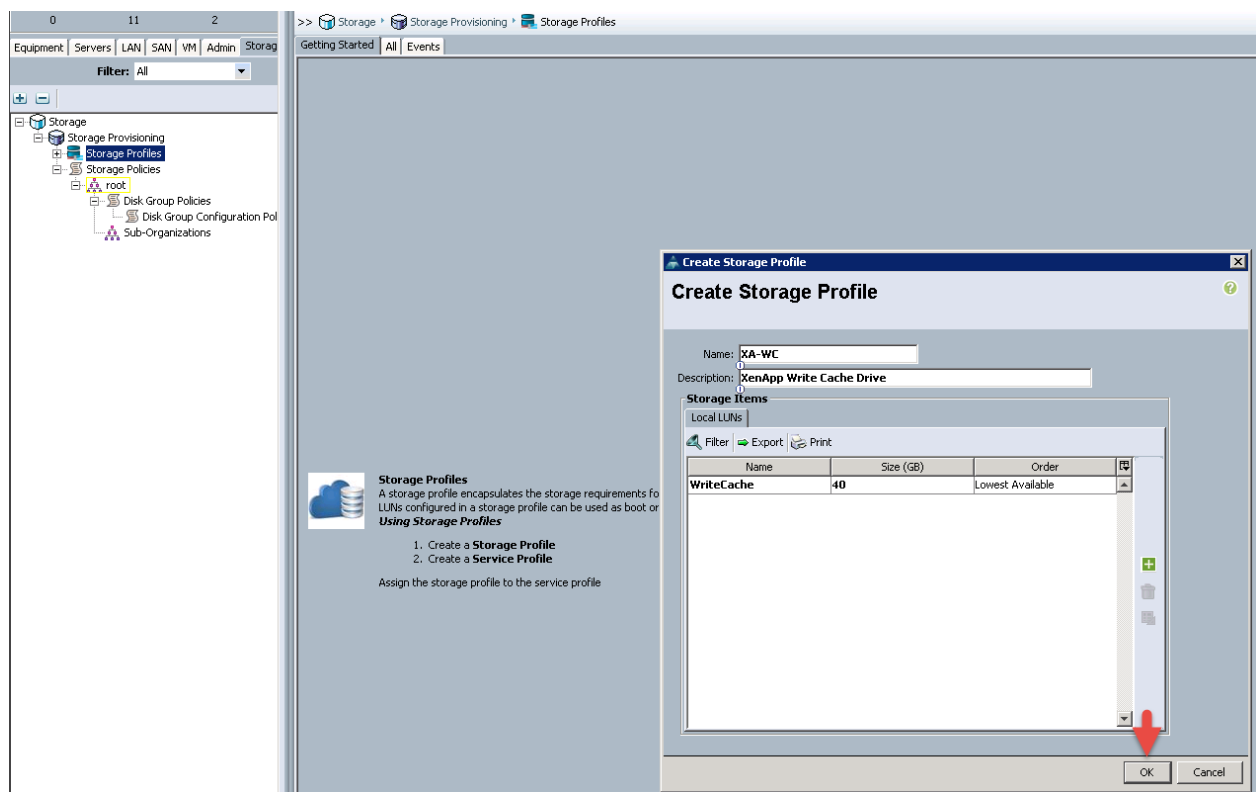 0 11 2
Equipment Servers LAN SAN VM Admin Storag
Filter: All
Storage
Storage Provisioning
Storage Profiles
Storage Policies
root
Disk Group Policies
Disk Group Configuration Pol
Sub-Organizations
>> Storage Storage Provisioning Storage Profiles
Getting Started All Events
Storage Profiles
A storage profile encapsulates the storage requirements fo
LUNs configured in a storage profile can be used as boot or
Using Storage Profiles
1. Create a Storage Profile
2. Create a Service Profile
Assign the storage profile to the service profile
Create Storage Profile
Create Storage Profile
Name: XA-WC
Description: XenApp Write Cache Drive
Storage Items
Local LUNs
Filter Export Print
Name Size (GB) Order
WriteCache 40 Lowest Available
OK Cancel